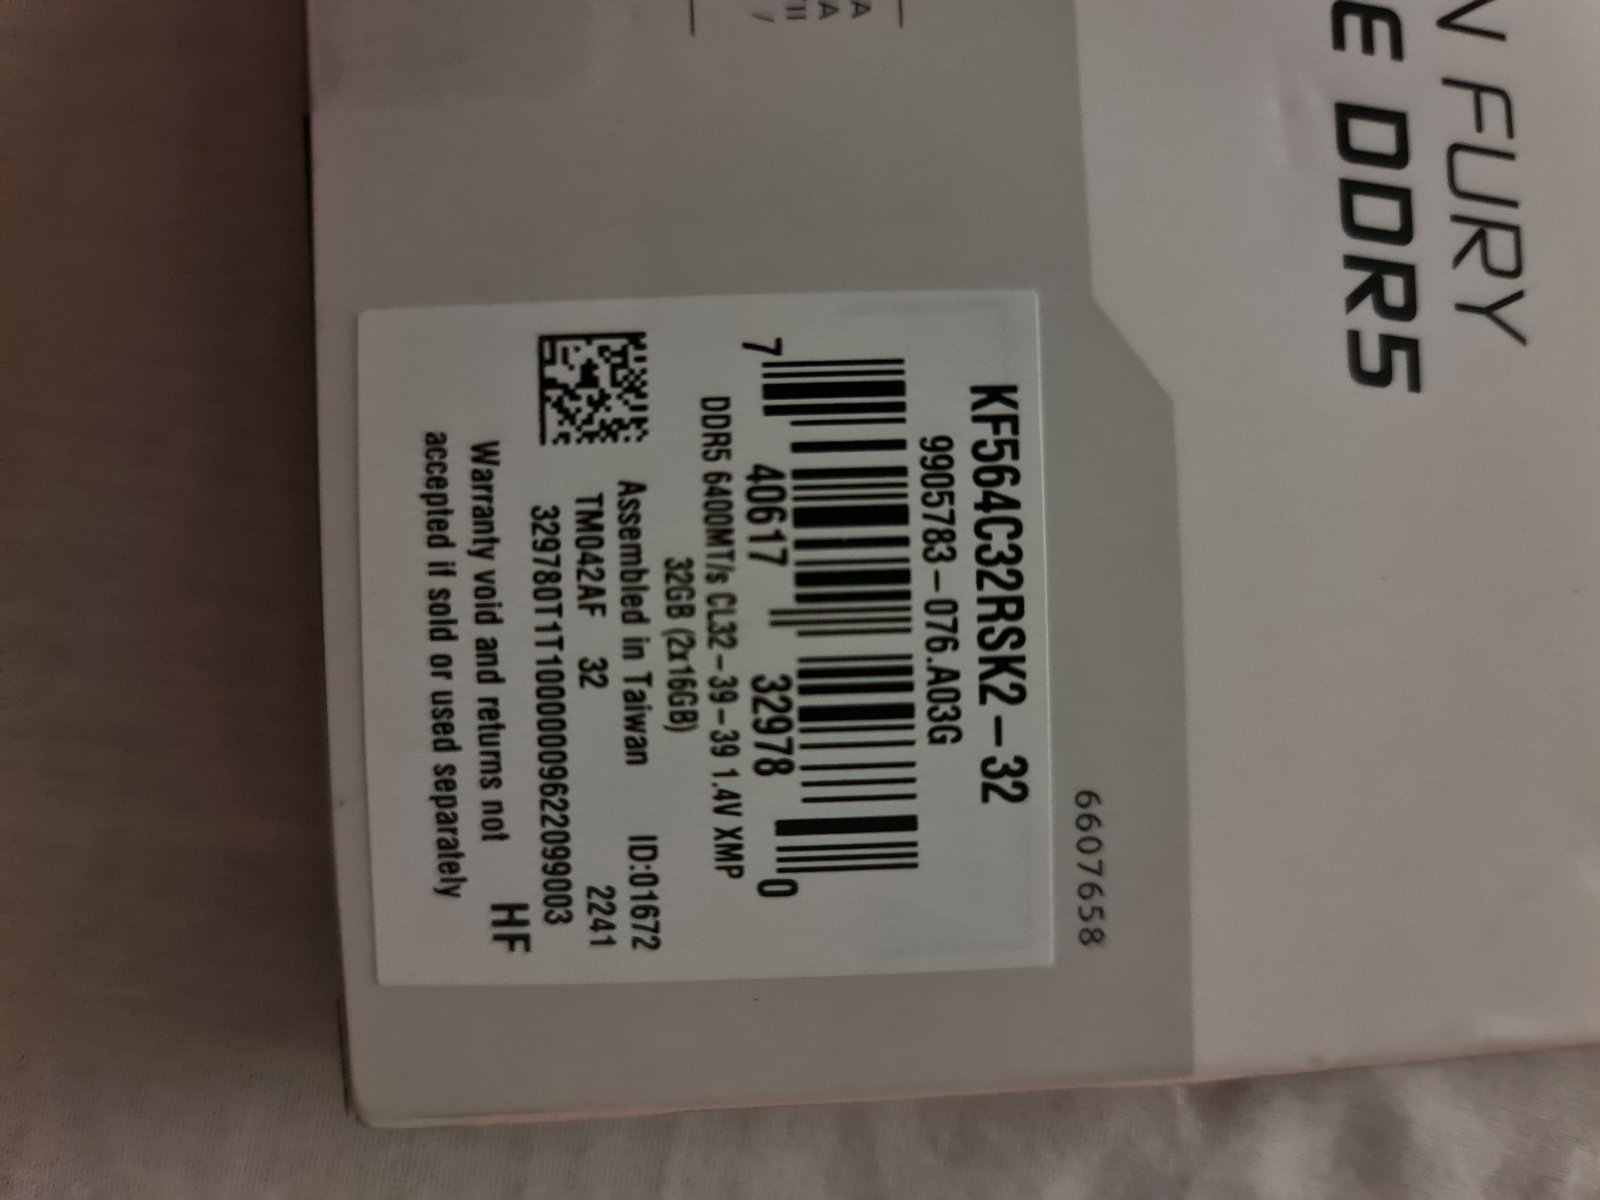 N FURY
E DDR5
6607658
KF564C32RSK2-32
9905783-076.A03G
7 40617 32978 0
DDR5 6400MT/s CL32-39-39 1.4V XMP
32GB (2x16GB)
Assembled in Taiwan ID:01672
TM042AF 32 2241
329780T1T1000000962209​9003
HF
Warranty void and returns not
accepted if sold or used separately